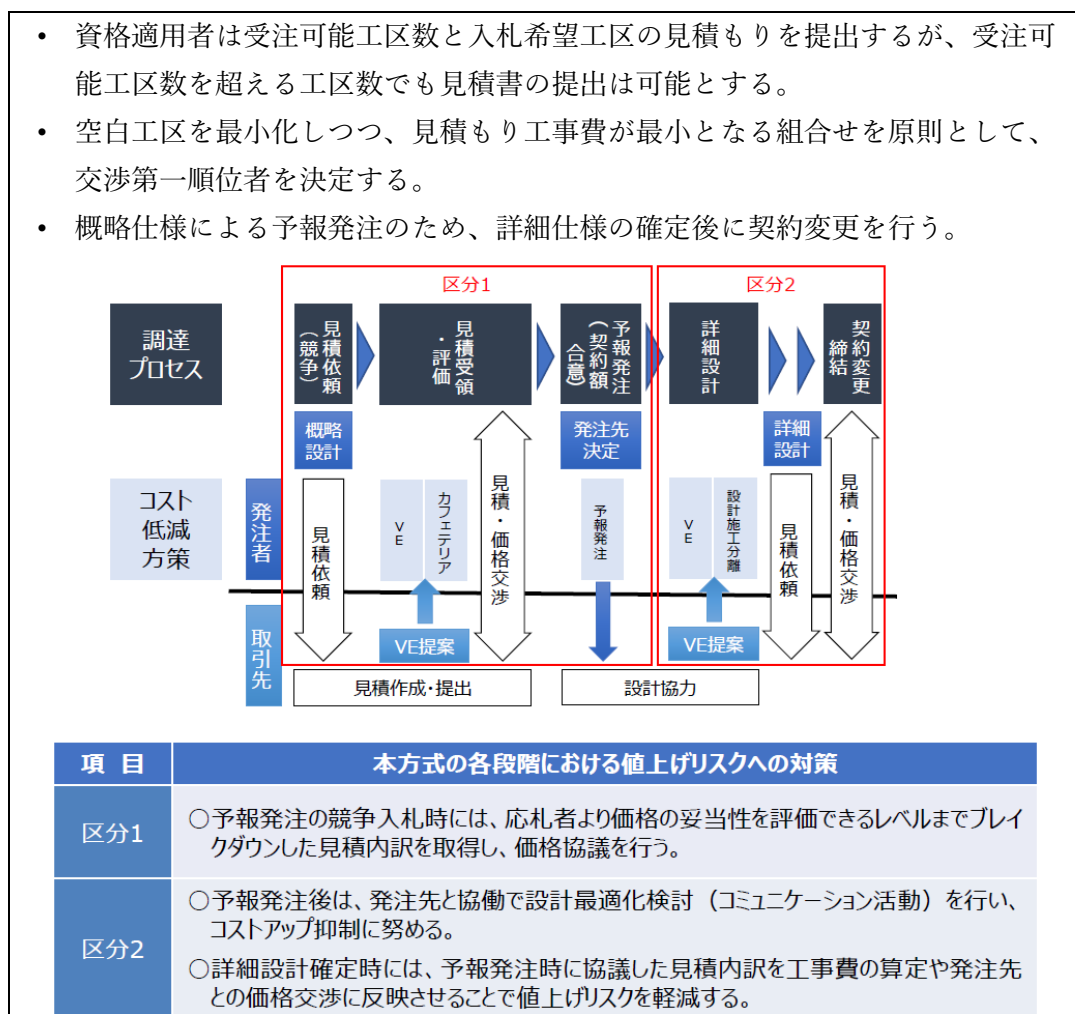 • 資格適用者は受注可能工区数と入札希望工区の見積もりを提出するが、受注可
能工区数を超える工区数でも見積書の提出は可能とする。
• 空白工区を最小化しつつ、見積もり工事費が最小となる組合せを原則として、
交渉第一順位者を決定する。
• 概略仕様による予報発注のため、詳細仕様の確定後に契約変更を行う。
区分1
区分2
調達
プロセス
見積依頼
(競争)
見積受領
・評価
予報発注
(契約額
合意)
詳細設計
契約変更
締結
概略
設計
発注先
決定
詳細
設計
コスト
低減
方策
発注者
見積依頼
VE
カフェテリア
見積・価格交渉
予報発注
VE
設計施工分離
見積依頼
見積・価格交渉
取引先
VE提案
VE提案
見積作成・提出
設計協力
項 目
本方式の各段階における値上げリスクへの対策
区分1
○予報発注の競争入札時には、応札者より価格の妥当性を評価できるレベルまでブレイ
クダウンした見積内訳を取得し、価格協議を行う。
区分2
○予報発注後は、発注先と協働で設計最適化検討（コミュニケーション活動）を行い、
コストアップ抑制に努める。
○詳細設計確定時には、予報発注時に協議した見積内訳を工事費の算定や発注先
との価格交渉に反映させることで値上げリスクを軽減する。